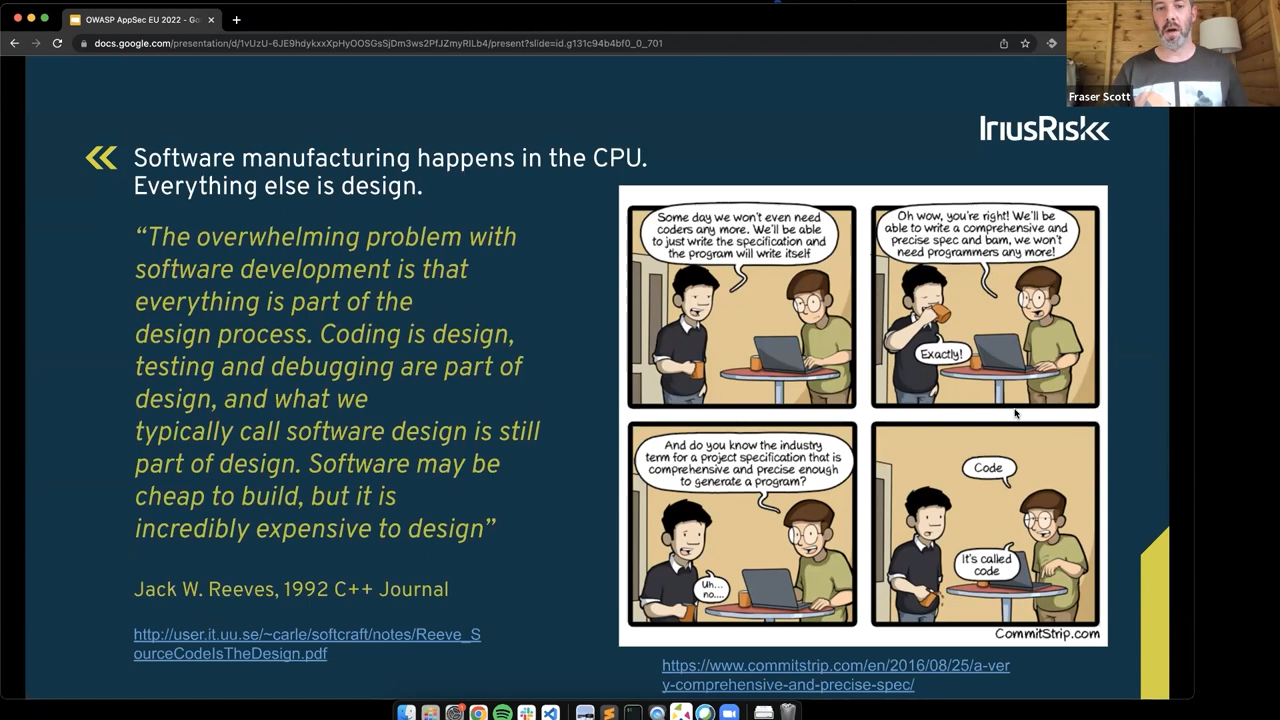 OWASP AppSec EU 2022 - Go
docs.google.com/presentation/d/1vUzU-6JE9hdykxxXpHyOOSGsSjDm3ws2PfJZmyRILb4/present?slide=id.g131c94b4bf0_0_701
Fraser Scott
IriusRisk
Software manufacturing happens in the CPU.
Everything else is design.
“The overwhelming problem with
software development is that
everything is part of the
design process. Coding is design,
testing and debugging are part of
design, and what we
typically call software design is still
part of design. Software may be
cheap to build, but it is
incredibly expensive to design”
Jack W. Reeves, 1992 C++ Journal
http://user.it.uu.se/~carle/softcraft/notes/Reeve_S
ourceCodeIsTheDesign.pdf
Some day we won't even need
coders any more. We'll be able
to just write the specification and
the program will write itself
Oh wow, you're right! We'll be
able to write a comprehensive and
precise spec and bam, we won't
need programmers any more!
Exactly!
And do you know the industry
term for a project specification that is
comprehensive and precise enough
to generate a program?
Uh...
no....
Code
It's called
code
CommitStrip.com
https://www.commitstrip.com/en/2016/08/25/a-ver
y-comprehensive-and-precise-spec/